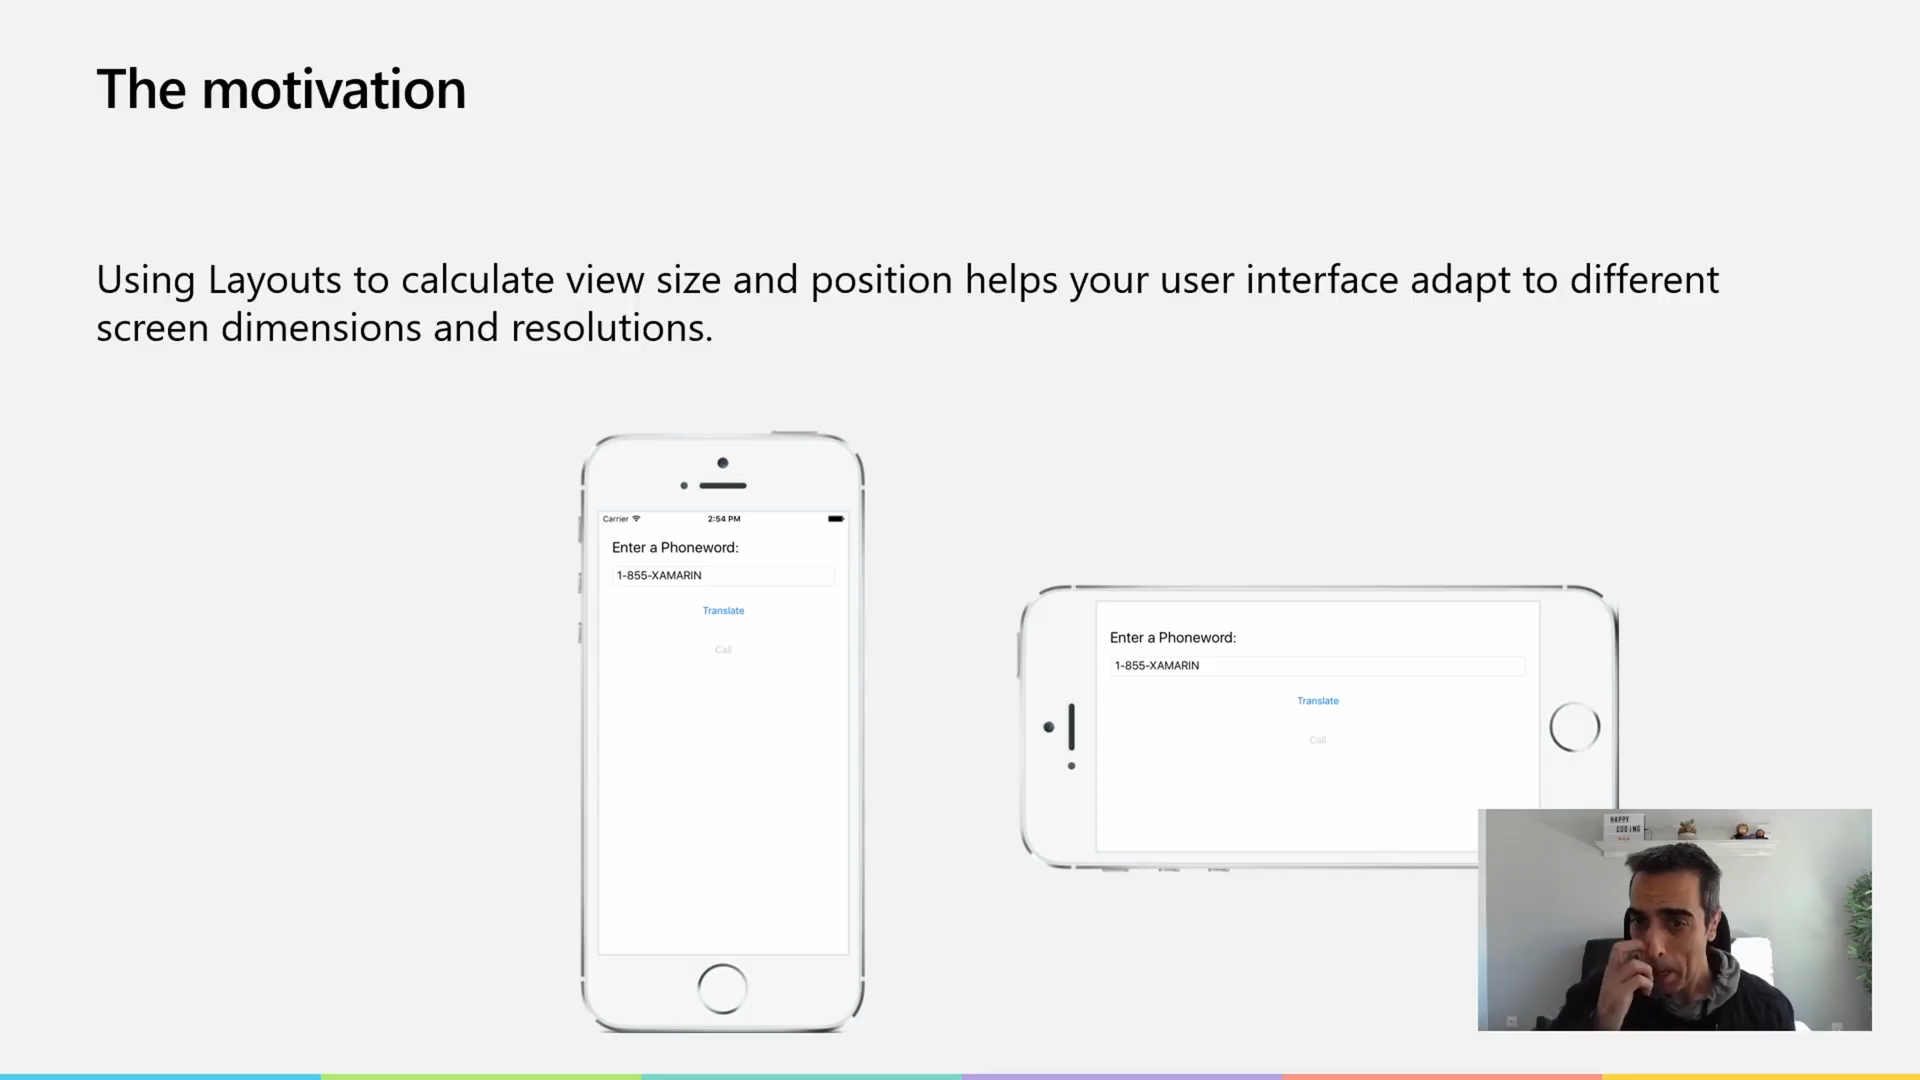 The motivation
Using Layouts to calculate view size and position helps your user interface adapt to different
screen dimensions and resolutions.
Carrier 2:54 PM
Enter a Phoneword:
1-855-XAMARIN
Translate
Call
Enter a Phoneword:
1-855-XAMARIN
Translate
Call
HAPPY
CODING